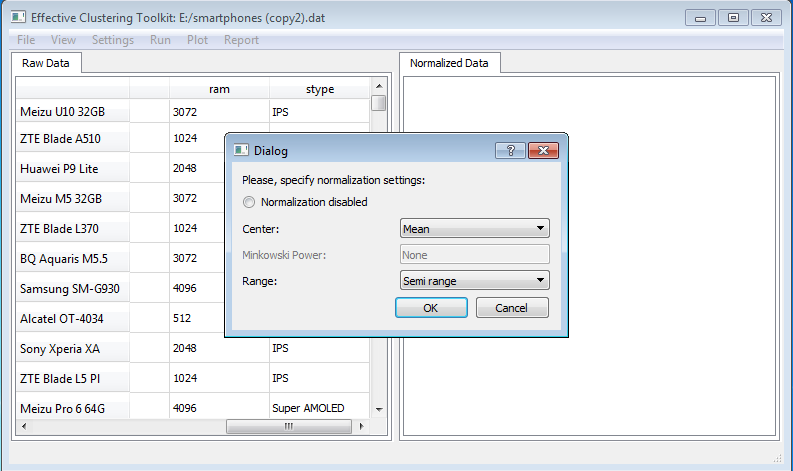 Effective Clustering Toolkit: E:/smartphones (copy2).dat
File View Settings Run Plot Report
Raw Data
Normalized Data
ram stype
Meizu U10 32GB 3072 IPS
ZTE Blade A510 1024
Huawei P9 Lite 2048
Meizu M5 32GB 3072
ZTE Blade L370 1024
BQ Aquaris M5.5 3072
Samsung SM-G930 4096
Alcatel OT-4034 512
Sony Xperia XA 2048 IPS
ZTE Blade L5 Pl 1024 IPS
Meizu Pro 6 64G 4096 Super AMOLED
Dialog
Please, specify normalization settings:
Normalization disabled
Center: Mean
Minkowski Power: None
Range: Semi range
OK Cancel